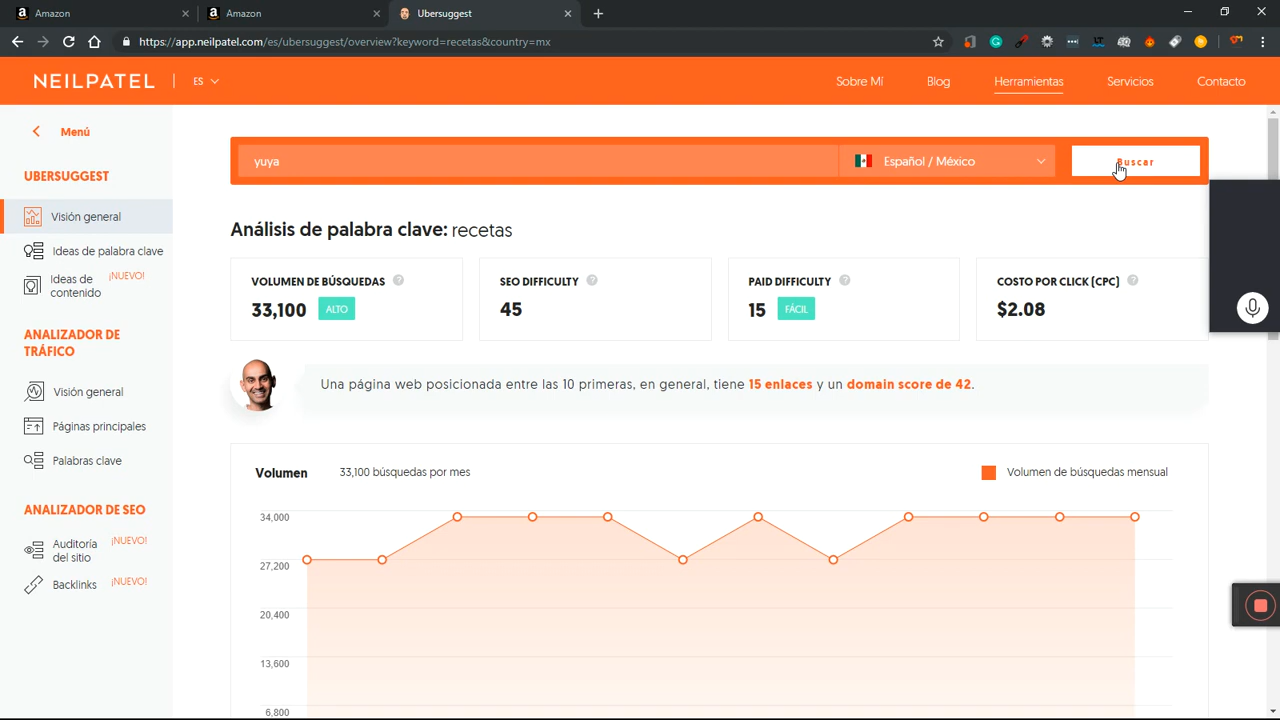 Amazon
Amazon
Ubersuggest
https://app.neilpatel.com/es/ubersuggest/overview?keyword=recetas&country=mx
NEILPATEL
ES
Sobre Mí
Blog
Herramientas
Servicios
Contacto
Menú
UBERSUGGEST
Visión general
Ideas de palabra clave
Ideas de
contenido
¡NUEVO!
ANALIZADOR DE
TRÁFICO
Visión general
Páginas principales
Palabras clave
ANALIZADOR DE SEO
Auditoría
del sitio
¡NUEVO!
Backlinks
¡NUEVO!
yuya
Español / México
Buscar
Análisis de palabra clave: recetas
VOLUMEN DE BÚSQUEDAS ?
33,100 ALTO
SEO DIFFICULTY ?
45
PAID DIFFICULTY ?
15 FÁCIL
COSTO POR CLICK (CPC) ?
$2.08
Una página web posicionada entre las 10 primeras, en general, tiene 15 enlaces y un domain score de 42.
Volumen
33,100 búsquedas por mes
Volumen de búsquedas mensual
34,000
27,200
20,400
13,600
6,800